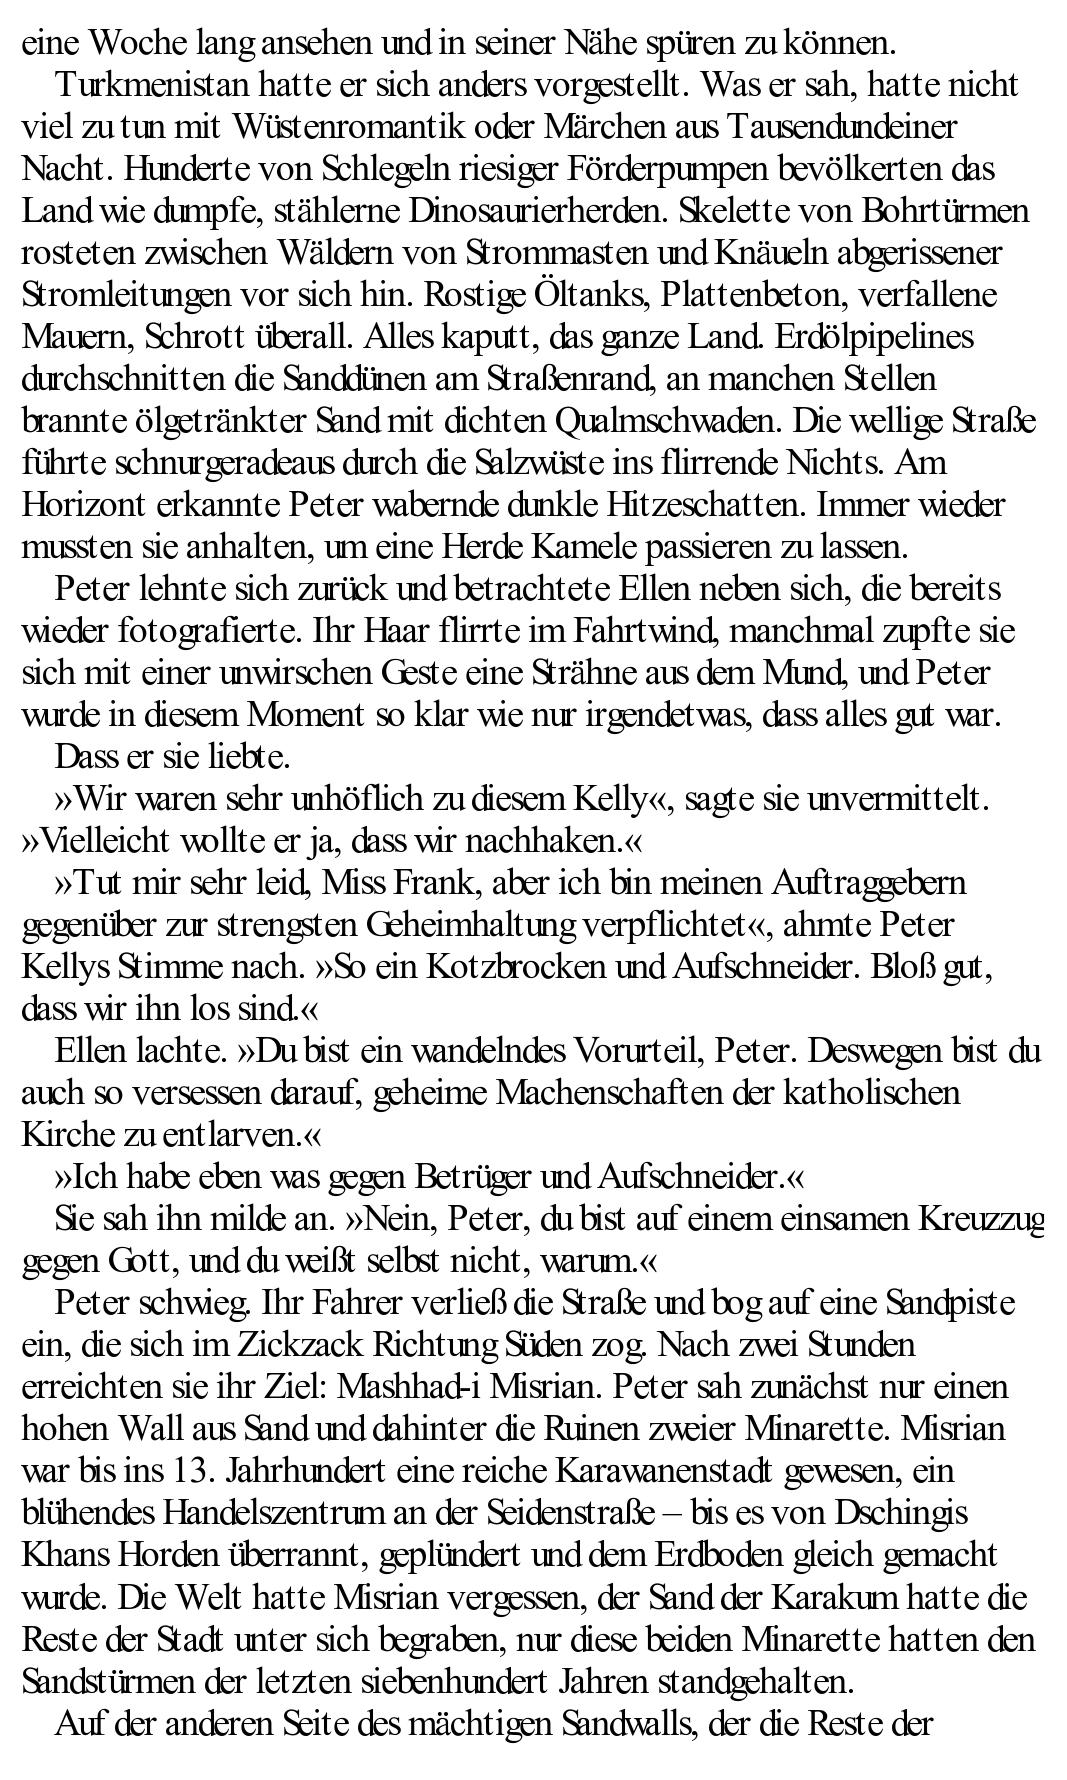 eine Woche lang ansehen und in seiner Nähe spüren zu können.
Turkmenistan hatte er sich anders vorgestellt. Was er sah, hatte nicht
viel zu tun mit Wüstenromantik oder Märchen aus Tausendundeiner
Nacht. Hunderte von Schlegeln riesiger Förderpumpen bevölkerten das
Land wie dumpfe, stählerne Dinosaurierherden. Skelette von Bohrtürmen
rosteten zwischen Wäldern von Strommasten und Knäueln abgerissener
Stromleitungen vor sich hin. Rostige Öltanks, Plattenbeton, verfallene
Mauern, Schrott überall. Alles kaputt, das ganze Land. Erdölpipelines
durchschnitten die Sanddünen am Straßenrand, an manchen Stellen
brannte ölgetränkter Sand mit dichten Qualmschwaden. Die wellige Straße
führte schnurgeradeaus durch die Salzwüste ins flirrende Nichts. Am
Horizont erkannte Peter wabernde dunkle Hitzeschatten. Immer wieder
mussten sie anhalten, um eine Herde Kamele passieren zu lassen.
Peter lehnte sich zurück und betrachtete Ellen neben sich, die bereits
wieder fotografierte. Ihr Haar flirrte im Fahrtwind, manchmal zupfte sie
sich mit einer unwirschen Geste eine Strähne aus dem Mund, und Peter
wurde in diesem Moment so klar wie nur irgendetwas, dass alles gut war.
Dass er sie liebte.
»Wir waren sehr unhöflich zu diesem Kelly«, sagte sie unvermittelt.
»Vielleicht wollte er ja, dass wir nachhaken.«
»Tut mir sehr leid, Miss Frank, aber ich bin meinen Auftraggebern
gegenüber zur strengsten Geheimhaltung verpflichtet«, ahmte Peter
Kellys Stimme nach. »So ein Kotzbrocken und Aufschneider. Bloß gut,
dass wir ihn los sind.«
Ellen lachte. »Du bist ein wandelndes Vorurteil, Peter. Deswegen bist du
auch so versessen darauf, geheime Machenschaften der katholischen
Kirche zu entlarven.«
»Ich habe eben was gegen Betrüger und Aufschneider.«
Sie sah ihn milde an. »Nein, Peter, du bist auf einem einsamen Kreuzzug
gegen Gott, und du weißt selbst nicht, warum.«
Peter schwieg. Ihr Fahrer verließ die Straße und bog auf eine Sandpiste
ein, die sich im Zickzack Richtung Süden zog. Nach zwei Stunden
erreichten sie ihr Ziel: Mashhad-i Misrian. Peter sah zunächst nur einen
hohen Wall aus Sand und dahinter die Ruinen zweier Minarette. Misrian
war bis ins 13. Jahrhundert eine reiche Karawanenstadt gewesen, ein
blühendes Handelszentrum an der Seidenstraße – bis es von Dschingis
Khans Horden überrannt, geplündert und dem Erdboden gleich gemacht
wurde. Die Welt hatte Misrian vergessen, der Sand der Karakum hatte die
Reste der Stadt unter sich begraben, nur diese beiden Minarette hatten den
Sandstürmen der letzten siebenhundert Jahren standgehalten.
Auf der anderen Seite des mächtigen Sandwalls, der die Reste der